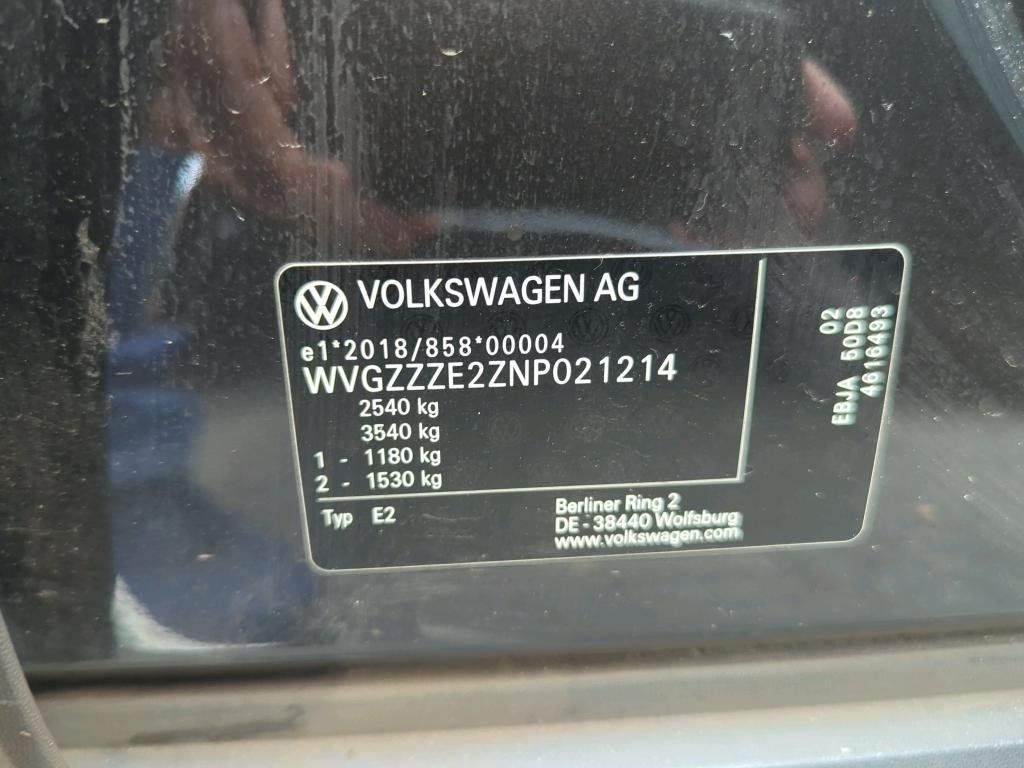 VOLKSWAGEN AG
e1*2018/858*00004
WVGZZZE2ZNP021214
2540 kg
3540 kg
1 - 1180 kg
2 - 1530 kg
Typ E2
Berliner Ring 2
DE - 38440 Wolfsburg
www.volkswagen.com
02
EBJA 50D8
4616493